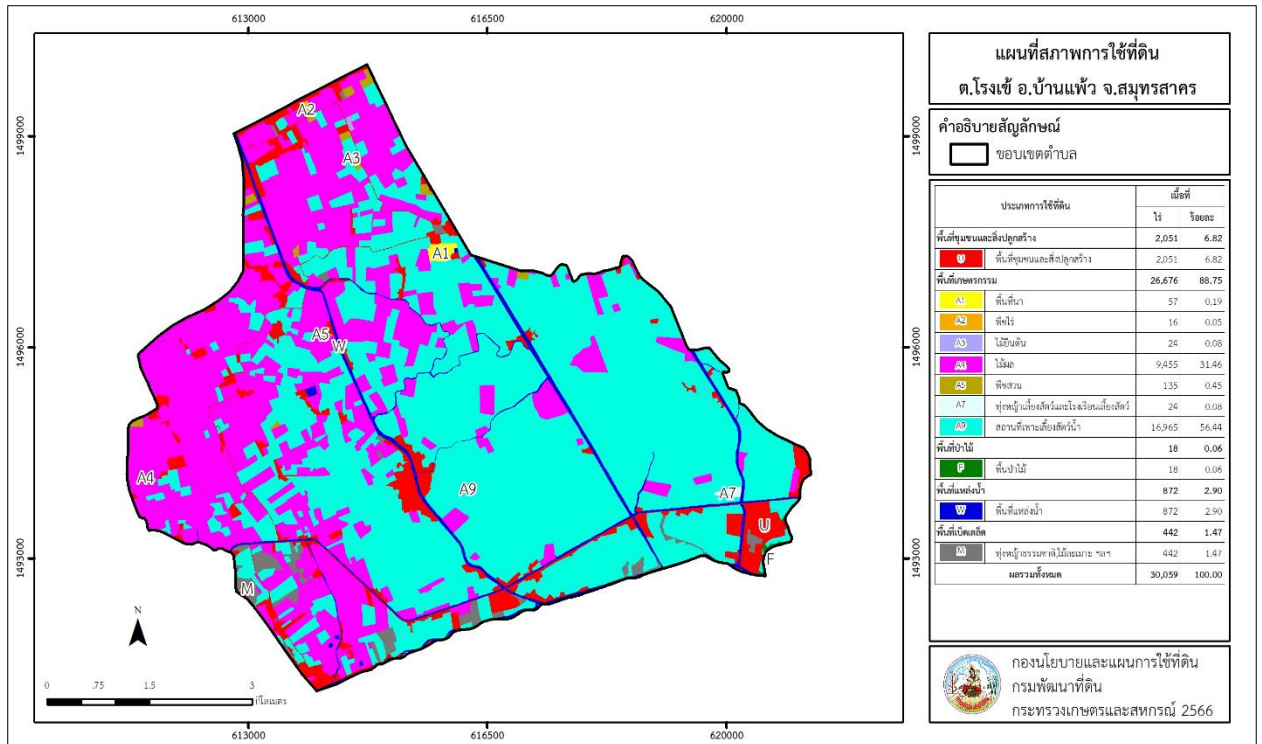 613000 616500 620000
1499000 1499000
1496000 1496000
1493000 1493000
613000 616500 620000
A2
A3
A1
A5
W
A4
A9
A7
U
F
M
N
0 .75 1.5 3
กิโลเมตร
แผนที่สภาพการใช้ที่ดิน
ต.โรงเข้ อ.บ้านแพ้ว จ.สมุทรสาคร
คำอธิบายสัญลักษณ์
ขอบเขตตำบล
ประเภทการใช้ที่ดิน เนื้อที่
ไร่ ร้อยละ
พื้นที่ชุมชนและสิ่งปลูกสร้าง 2,051 6.82
U พื้นที่ชุมชนและสิ่งปลูกสร้าง 2,051 6.82
พื้นที่เกษตรกรรม 26,676 88.75
A1 พื้นที่นา 57 0.19
A2 พืชไร่ 16 0.05
A3 ไม้ยืนต้น 24 0.08
A4 ไม้ผล 9,455 31.46
A5 พืชสวน 135 0.45
A7 ทุ่งหญ้าเลี้ยงสัตว์และโรงเรือนเลี้ยงสัตว์ 24 0.08
A9 สถานที่เพาะเลี้ยงสัตว์น้ำ 16,965 56.44
พื้นที่ป่าไม้ 18 0.06
F พื้นป่าไม้ 18 0.06
พื้นที่แหล่งน้ำ 872 2.90
W พื้นที่แหล่งน้ำ 872 2.90
พื้นที่เบ็ดเตล็ด 442 1.47
M ทุ่งหญ้าธรรมชาติ,ไม้ละเมาะ ฯลฯ 442 1.47
ผลรวมทั้งหมด 30,059 100.00
กองนโยบายและแผนการใช้ที่ดิน
กรมพัฒนาที่ดิน
กระทรวงเกษตรและสหกรณ์ 2566